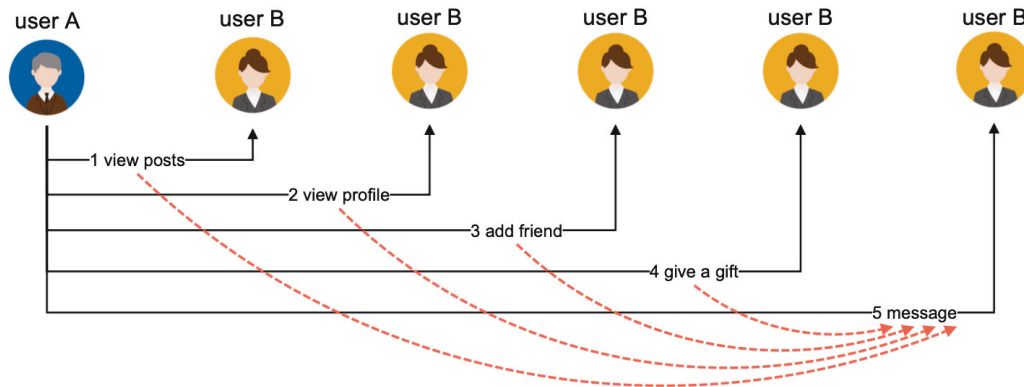 user A
user B
user B
user B
user B
user B
1 view posts
2 view profile
3 add friend
4 give a gift
5 message